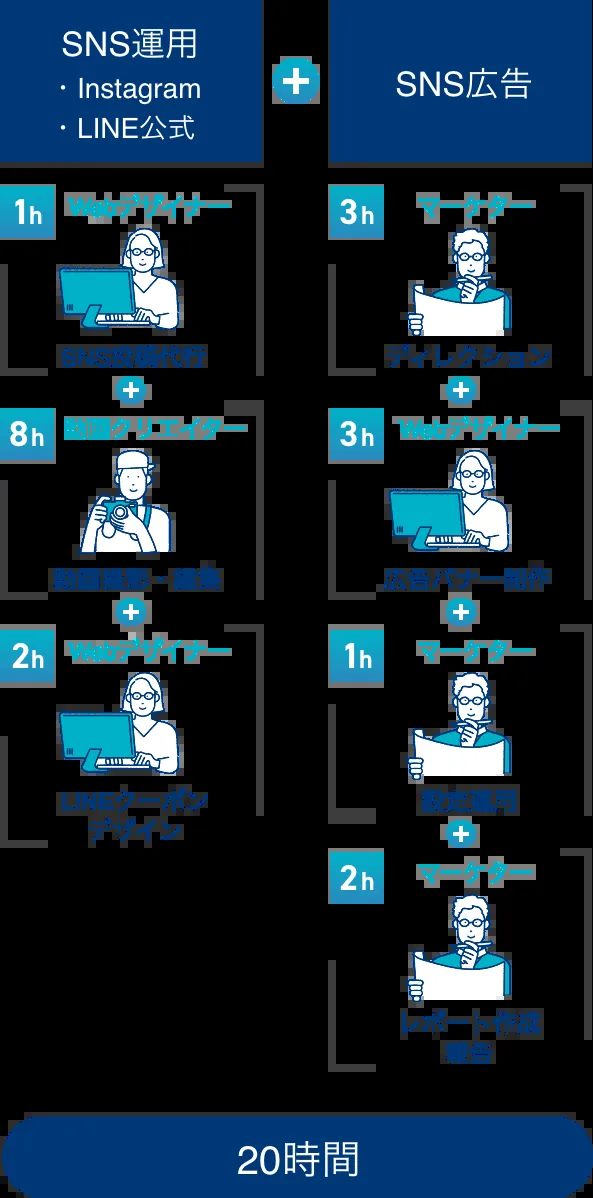 SNS運用
・Instagram
・LINE公式
SNS広告
1h
Webデザイナー
SNS投稿代行
8h
動画クリエイター
動画撮影・編集
2h
Webデザイナー
LINEクーポン
デザイン
3h
マーケター
ディレクション
3h
Webデザイナー
広告バナー制作
1h
マーケター
設定運用
2h
マーケター
レポート作成
報告
20時間